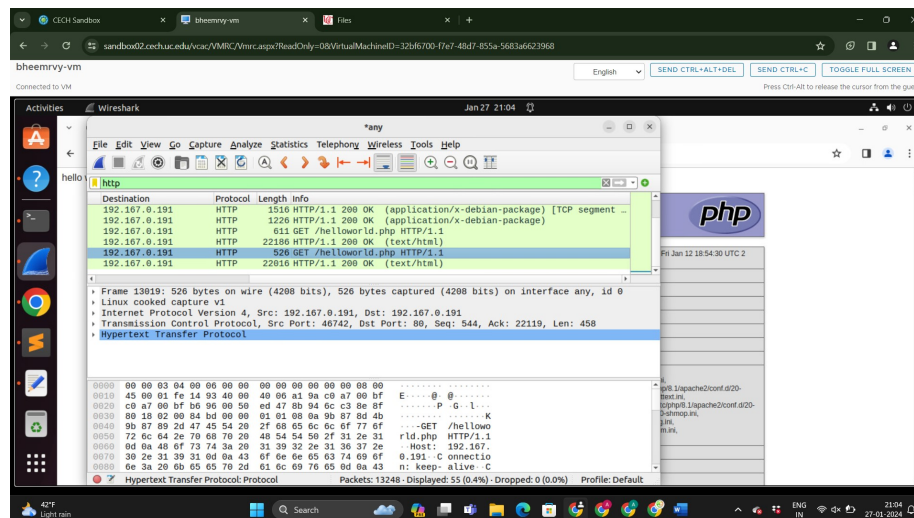 CECH Sandbox bheemrvy-vm Files
sandbox02.cech.uc.edu/vcac/VMRC/Vmrc.aspx?ReadOnly=0&VirtualMachineID=32bf6700-f7e7-48d7-855a-5683a6623968
bheemrvy-vm English SEND CTRL+ALT+DEL SEND CTRL+C TOGGLE FULL SCREEN
Connected to VM Press Ctrl-Alt to release the cursor from the gue
Activities Wireshark Jan 27 21:04
*any
File Edit View Go Capture Analyze Statistics Telephony Wireless Tools Help
hello
http
Destination Protocol Length Info
192.167.0.191 HTTP 1516 HTTP/1.1 200 OK (application/x-debian-package) [TCP segment …
192.167.0.191 HTTP 1226 HTTP/1.1 200 OK (application/x-debian-package)
192.167.0.191 HTTP 611 GET /helloworld.php HTTP/1.1
192.167.0.191 HTTP 22186 HTTP/1.1 200 OK (text/html)
192.167.0.191 HTTP 526 GET /helloworld.php HTTP/1.1
192.167.0.191 HTTP 22016 HTTP/1.1 200 OK (text/html)
php
Fri Jan 12 18:54:30 UTC 2
Frame 13019: 526 bytes on wire (4208 bits), 526 bytes captured (4208 bits) on interface any, id 0
Linux cooked capture v1
Internet Protocol Version 4, Src: 192.167.0.191, Dst: 192.167.0.191
Transmission Control Protocol, Src Port: 46742, Dst Port: 80, Seq: 544, Ack: 22119, Len: 458
Hypertext Transfer Protocol
0000 00 00 03 04 00 06 00 00 00 00 00 00 00 00 08 00 ········ ········
0010 45 00 01 fe 14 93 40 00 40 06 a1 9a c0 a7 00 bf E·····@· @·······
0020 c0 a7 00 bf b6 96 00 50 ed 47 8b 94 6c c3 8e 8f ·······P ·G··l···
0030 80 18 02 00 84 bd 00 00 01 01 08 0a 9b 87 8d 4b ········ ·······K
0040 9b 87 89 2d 47 45 54 20 2f 68 65 6c 6c 6f 77 6f ···-GET /hellowo
0050 72 6c 64 2e 70 68 70 20 48 54 54 50 2f 31 2e 31 rld.php HTTP/1.1
0060 0d 0a 48 6f 73 74 3a 20 31 39 32 2e 31 36 37 2e ··Host: 192.167.
0070 30 2e 31 39 31 0d 0a 43 6f 6e 6e 65 63 74 69 6f 0.191··C onnectio
0080 6e 3a 20 6b 65 65 70 2d 61 6c 69 76 65 0d 0a 43 n: keep- alive··C
p/8.1/apache2/conf.d/20-
ttext.ini,
c/php/8.1/apache2/conf.d/20-
0-shmop.ini,
g.ini,
m.ini,
Hypertext Transfer Protocol: Protocol Packets: 13248 · Displayed: 55 (0.4%) · Dropped: 0 (0.0%) Profile: Default
42°F
Light rain
Search
ENG
IN
21:04
27-01-2024